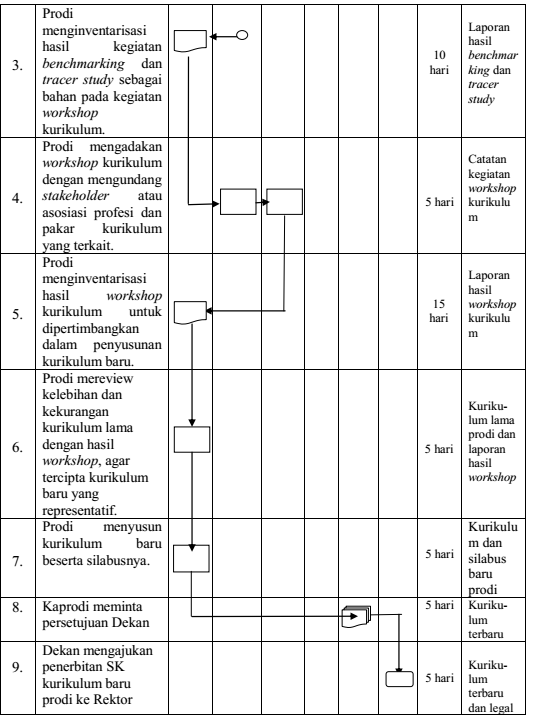 3.
Prodi
menginventarisasi
hasil kegiatan
benchmarking dan
tracer study sebagai
bahan pada kegiatan
workshop
kurikulum.
10
hari
Laporan
hasil
benchmar
king dan
tracer
study
4.
Prodi mengadakan
workshop kurikulum
dengan mengundang
stakeholder atau
asosiasi profesi dan
pakar kurikulum
yang terkait.
5 hari
Catatan
kegiatan
workshop
kurikulu
m
5.
Prodi
menginventarisasi
hasil workshop
kurikulum untuk
dipertimbangkan
dalam penyusunan
kurikulum baru.
15
hari
Laporan
hasil
workshop
kurikulu
m
6.
Prodi mereview
kelebihan dan
kekurangan
kurikulum lama
dengan hasil
workshop, agar
tercipta kurikulum
baru yang
representatif.
5 hari
Kuriku-
lum lama
prodi dan
laporan
hasil
workshop
7.
Prodi menyusun
kurikulum baru
beserta silabusnya.
5 hari
Kurikulu
m dan
silabus
baru
prodi
8.
Kaprodi meminta
persetujuan Dekan
5 hari
Kuriku-
lum
terbaru
9.
Dekan mengajukan
penerbitan SK
kurikulum baru
prodi ke Rektor
5 hari
Kuriku-
lum
terbaru
dan legal